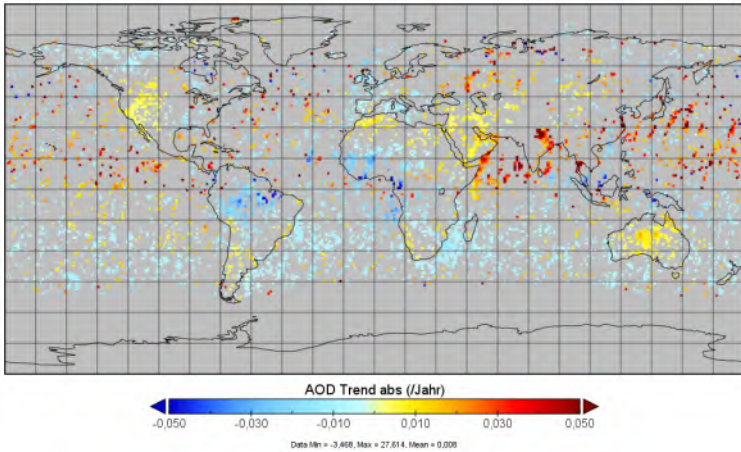 AOD Trend abs (/Jahr)
-0,050 -0,030 -0,010 0,010 0,030 0,050
Data Min = -3,468, Max = 27,614, Mean = 0,008